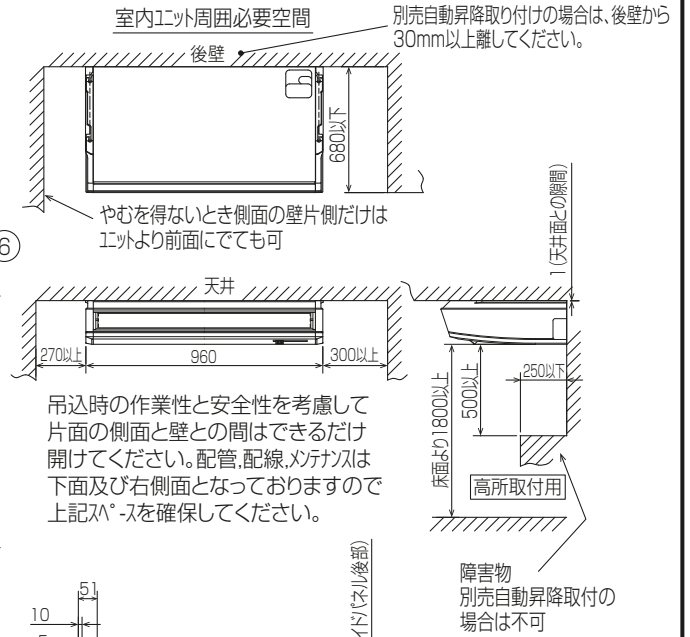 室内ユニット周囲必要空間
別売自動昇降取り付けの場合は、後壁から
30mm以上離してください。
後壁
680以下
やむを得ないとき側面の壁片側だけは
ユニットより前面にでても可
6
1(天井面との隙間)
天井
270以上
960
300以上
床面より1800以上
500以上
250以下
吊込時の作業性と安全性を考慮して
片面の側面と壁との間はできるだけ
開けてください。配管,配線,メンテナンスは
下面及び右側面となっておりますので
上記スペースを確保してください。
高所取付用
障害物
別売自動昇降取付の
場合は不可
51
10
イドパネル後部)